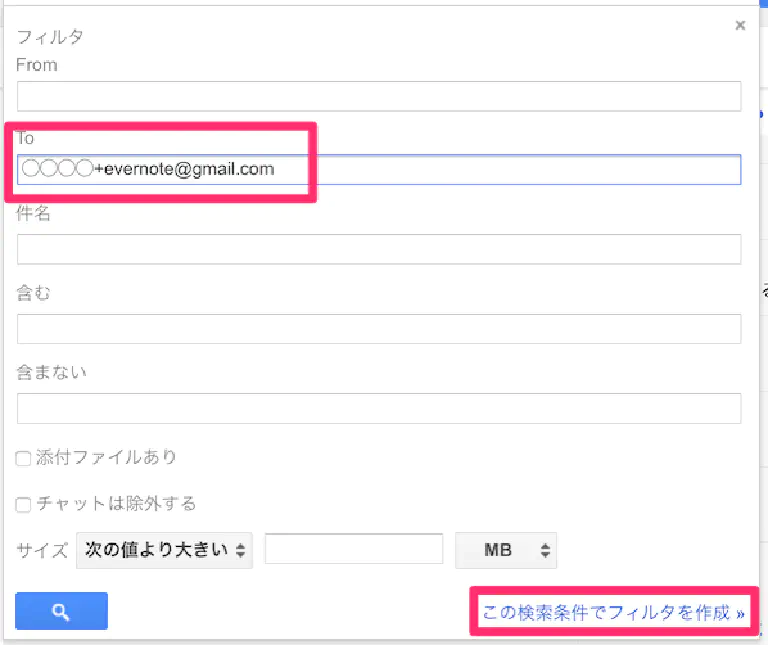 フィルタ
From
To
◯◯◯◯+evernote@gmail.com
件名
含む
含まない
添付ファイルあり
チャットは除外する
サイズ 次の値より大きい MB
この検索条件でフィルタを作成 »